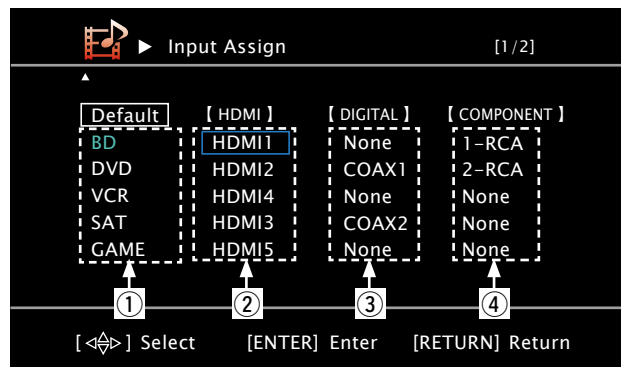 Input Assign [1/2]
Default 【 HDMI 】 【 DIGITAL 】 【 COMPONENT 】
BD HDMI1 None 1-RCA
DVD HDMI2 COAX1 2-RCA
VCR HDMI4 None None
SAT HDMI3 COAX2 None
GAME HDMI5 None None
① ② ③ ④
[ ] Select [ENTER] Enter [RETURN] Return